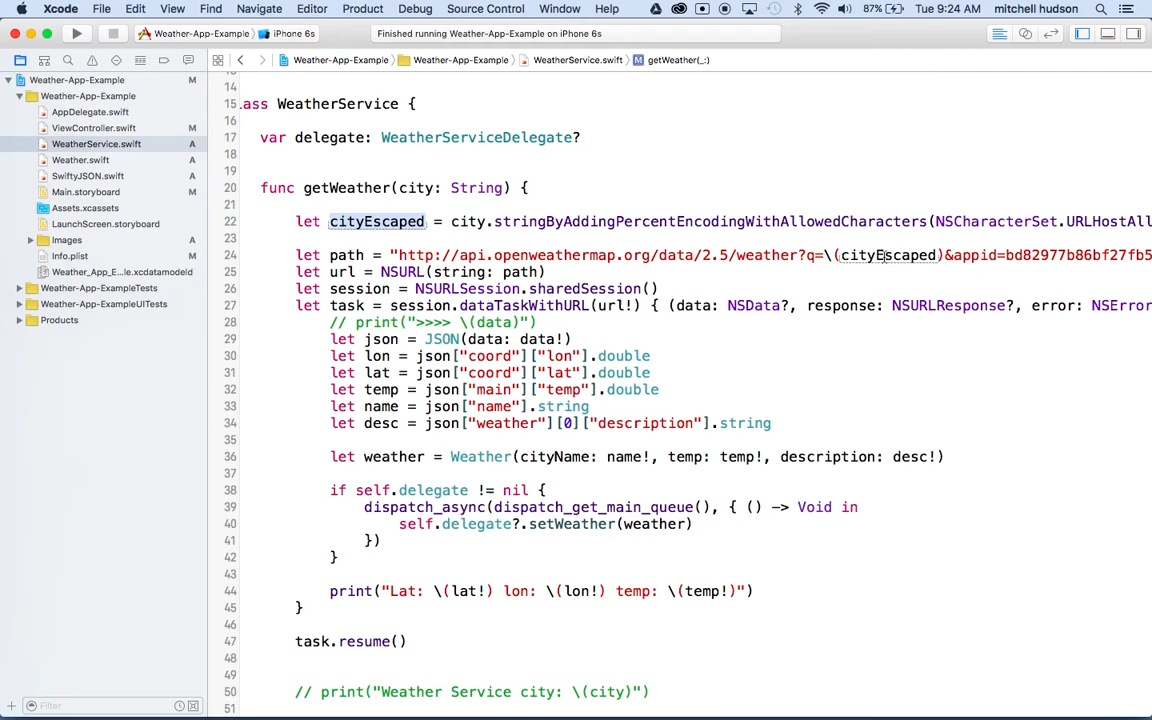 Xcode File Edit View Find Navigate Editor Product Debug Source Control Window Help 87% Tue 9:24 AM mitchell hudson
Weather-App-Example iPhone 6s Finished running Weather-App-Example on iPhone 6s
Weather-App-Example Weather-App-Example WeatherService.swift M getWeather(_:)
Weather-App-Example M
Weather-App-Example
AppDelegate.swift
ViewController.swift M
WeatherService.swift A
Weather.swift A
SwiftyJSON.swift A
Main.storyboard M
Assets.xcassets
LaunchScreen.storyboard
Images A
Info.plist
Weather_App_E...le.xcdatamodeld
Weather-App-ExampleTests
Weather-App-ExampleUITests
Products
Filter
14
15 ass WeatherService {
16
17 var delegate: WeatherServiceDelegate?
18
19
20 func getWeather(city: String) {
21
22 let cityEscaped = city.stringByAddingPercentEncodingWithAllowedCharacters(NSCharacterSet.URLHostAll
23
24 let path = "http://api.openweathermap.org/data/2.5/weather?q=\(cityEscaped)&appid=bd82977b86bf27fb5
25 let url = NSURL(string: path)
26 let session = NSURLSession.sharedSession()
27 let task = session.dataTaskWithURL(url!) { (data: NSData?, response: NSURLResponse?, error: NSError
28 // print(">>>> \(data)")
29 let json = JSON(data: data!)
30 let lon = json["coord"]["lon"].double
31 let lat = json["coord"]["lat"].double
32 let temp = json["main"]["temp"].double
33 let name = json["name"].string
34 let desc = json["weather"][0]["description"].string
35
36 let weather = Weather(cityName: name!, temp: temp!, description: desc!)
37
38 if self.delegate != nil {
39 dispatch_async(dispatch_get_main_queue(), { () -> Void in
40 self.delegate?.setWeather(weather)
41 })
42 }
43
44 print("Lat: \(lat!) lon: \(lon!) temp: \(temp!)")
45 }
46
47 task.resume()
48
49
50 // print("Weather Service city: \(city)")
51